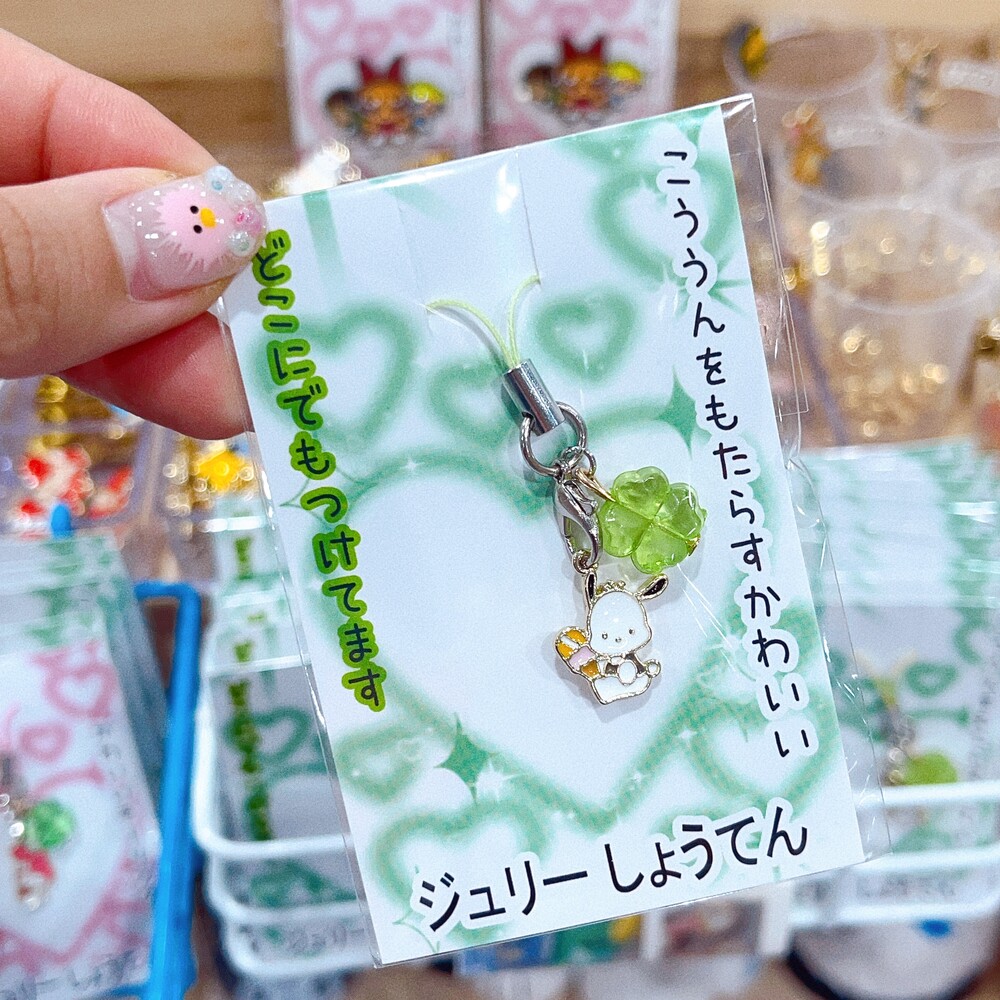 こううんをもたらすかわいい
どこにでもつけてます
ジュリーしょうてん